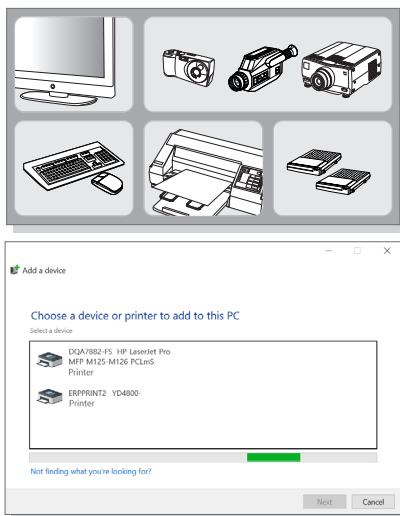 Add a device
Choose a device or printer to add to this PC
Select a device
DQA7882-FS HP LaserJet Pro
MFP M125-M126 PCLmS
Printer
ERPPRINT2 YD4800-
Printer
Not finding what you're looking for?
Next Cancel